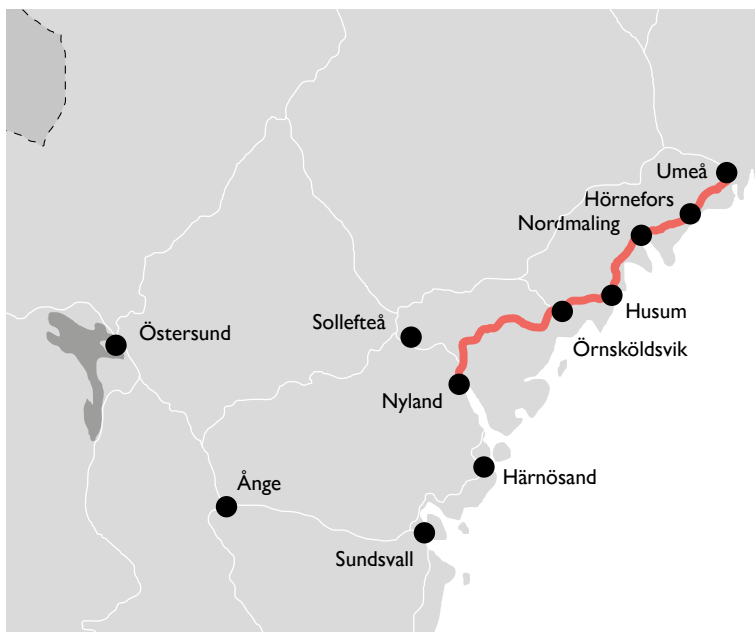 Umeå
Hörnefors
Nordmaling
Husum
Sollefteå
Östersund
Örnsköldsvik
Nyland
Härnösand
Ånge
Sundsvall